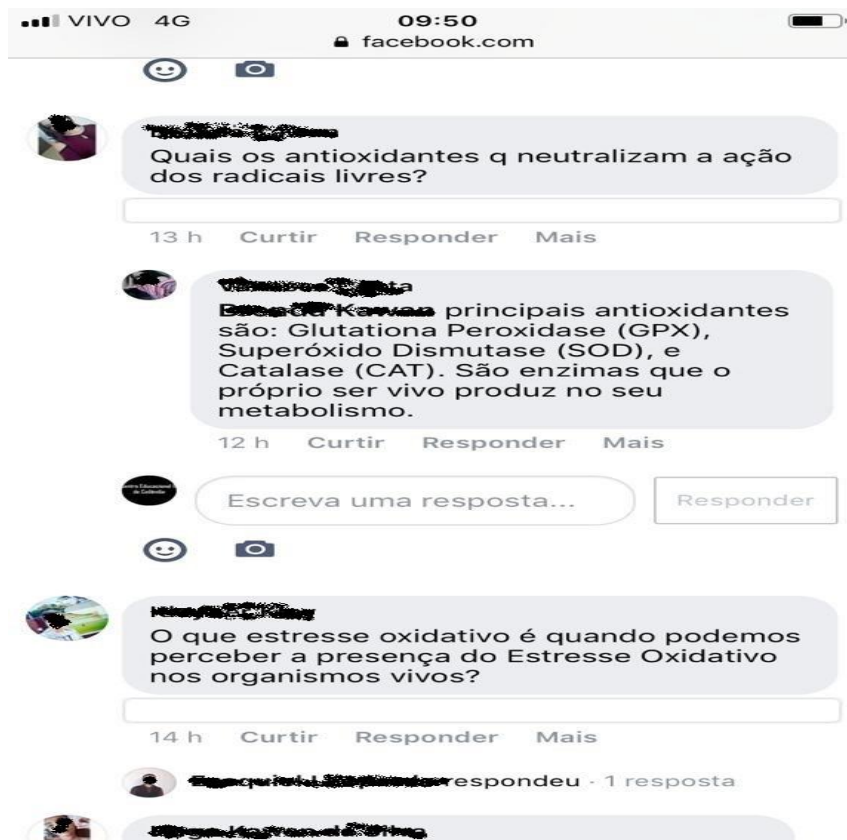 VIVO 4G 09:50
facebook.com
Quais os antioxidantes q neutralizam a ação
dos radicais livres?
13 h Curtir Responder Mais
principais antioxidantes
são: Glutationa Peroxidase (GPX),
Superóxido Dismutase (SOD), e
Catalase (CAT). São enzimas que o
próprio ser vivo produz no seu
metabolismo.
12 h Curtir Responder Mais
Escreva uma resposta... Responder
O que estresse oxidativo é quando podemos
perceber a presença do Estresse Oxidativo
nos organismos vivos?
14 h Curtir Responder Mais
respondeu · 1 resposta